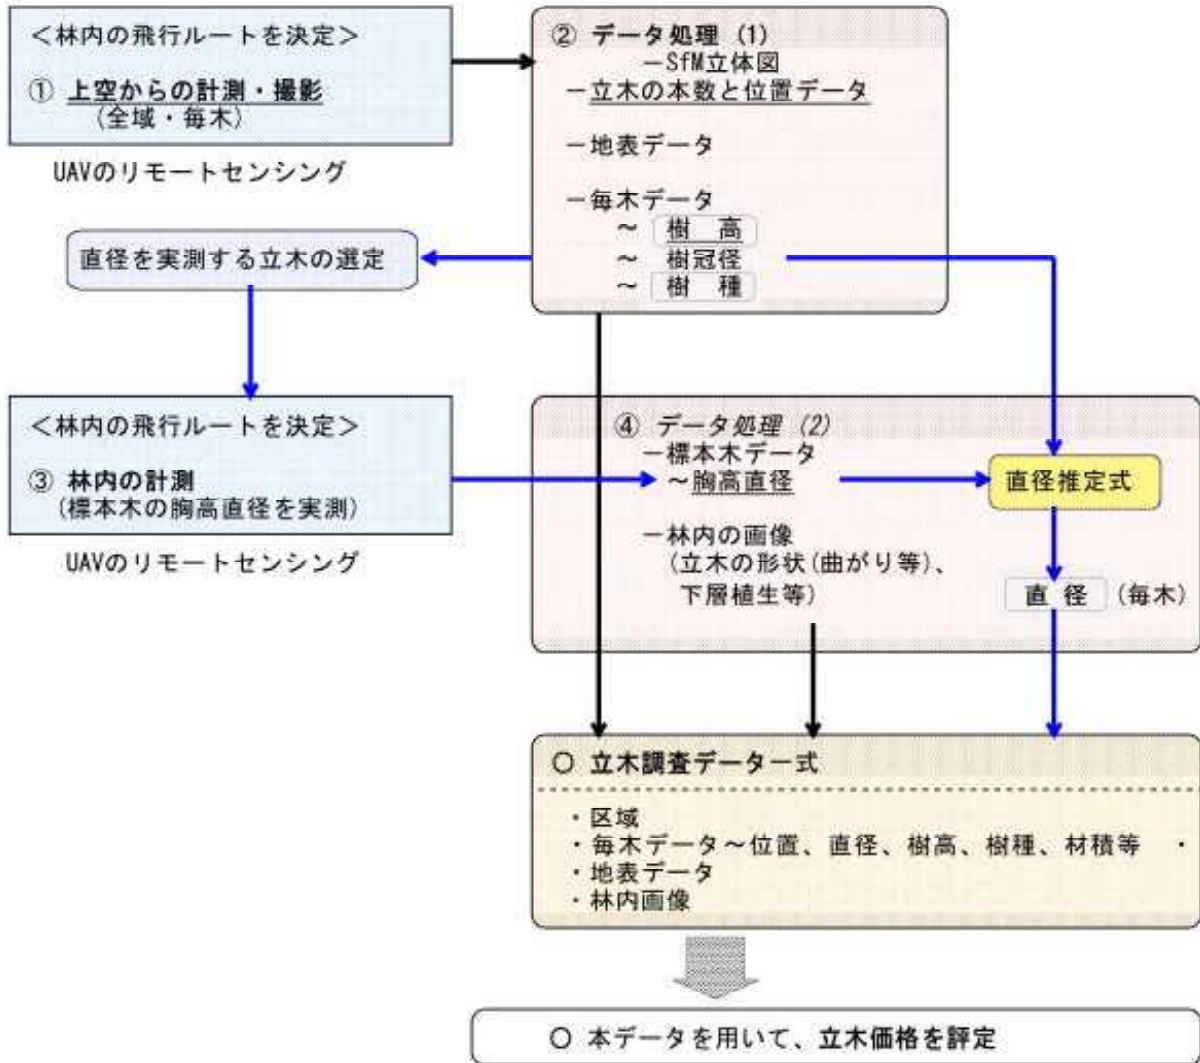 ＜林内の飛行ルートを決定＞
① 上空からの計測・撮影
（全域・毎木）
UAVのリモートセンシング
② データ処理 (1)
－SfM立体図
－立木の本数と位置データ
－地表データ
－毎木データ
～ 樹 高
～ 樹冠径
～ 樹 種
直径を実測する立木の選定
＜林内の飛行ルートを決定＞
③ 林内の計測
（標本木の胸高直径を実測）
UAVのリモートセンシング
④ データ処理 (2)
－標本木データ
～胸高直径
直径推定式
－林内の画像
（立木の形状(曲がり等)、
下層植生等）
直 径 （毎木）
〇 立木調査データ一式
・区域
・毎木データ～位置、直径、樹高、樹種、材積等 ・
・地表データ
・林内画像
〇 本データを用いて、立木価格を評定